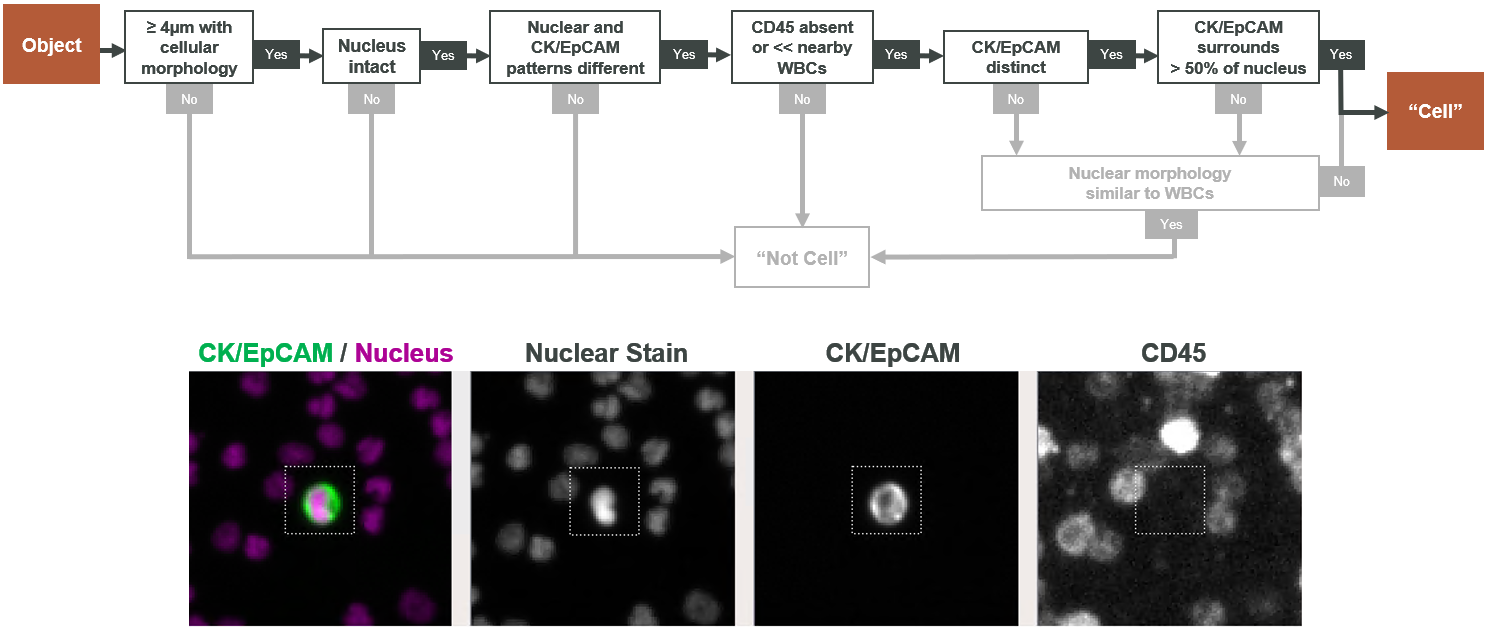 Object
≥ 4µm with
cellular
morphology
Yes
Nucleus
intact
Yes
Nuclear and
CK/EpCAM
patterns different
Yes
CD45 absent
or << nearby
WBCs
Yes
CK/EpCAM
distinct
Yes
CK/EpCAM
surrounds
> 50% of nucleus
Yes
“Cell”
No
No
No
No
No
No
Nuclear morphology
similar to WBCs
No
Yes
“Not Cell”
CK/EpCAM / Nucleus
Nuclear Stain
CK/EpCAM
CD45